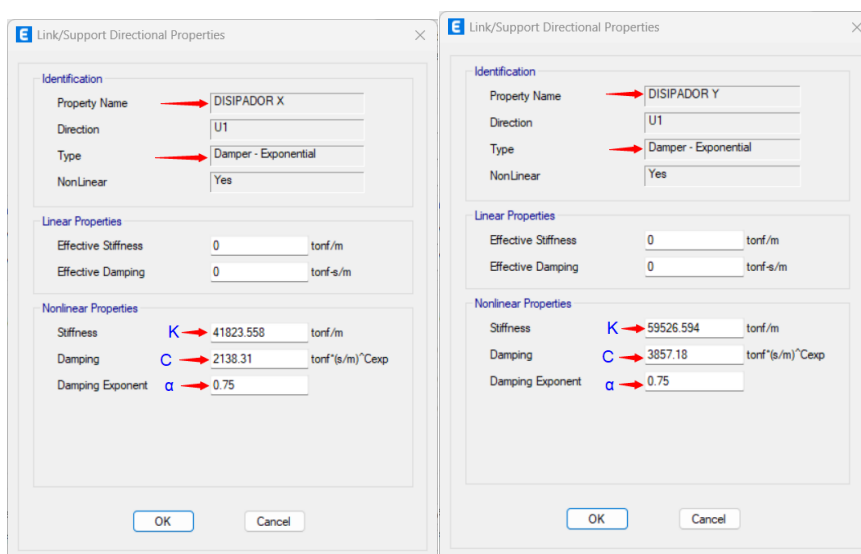 E Link/Support Directional Properties
Identification
Property Name DISIPADOR X
Direction U1
Type Damper - Exponential
NonLinear Yes
Linear Properties
Effective Stiffness 0 tonf/m
Effective Damping 0 tonf-s/m
Nonlinear Properties
Stiffness K 41823.558 tonf/m
Damping C 2138.31 tonf*(s/m)^Cexp
Damping Exponent α 0.75
OK Cancel
E Link/Support Directional Properties
Identification
Property Name DISIPADOR Y
Direction U1
Type Damper - Exponential
NonLinear Yes
Linear Properties
Effective Stiffness 0 tonf/m
Effective Damping 0 tonf-s/m
Nonlinear Properties
Stiffness K 59526.594 tonf/m
Damping C 3857.18 tonf*(s/m)^Cexp
Damping Exponent α 0.75
OK Cancel